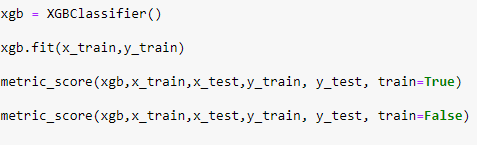 xgb = XGBClassifier()
xgb.fit(x_train,y_train)
metric_score(xgb,x_train,x_test,y_train, y_test, train=True)
metric_score(xgb,x_train,x_test,y_train, y_test, train=False)